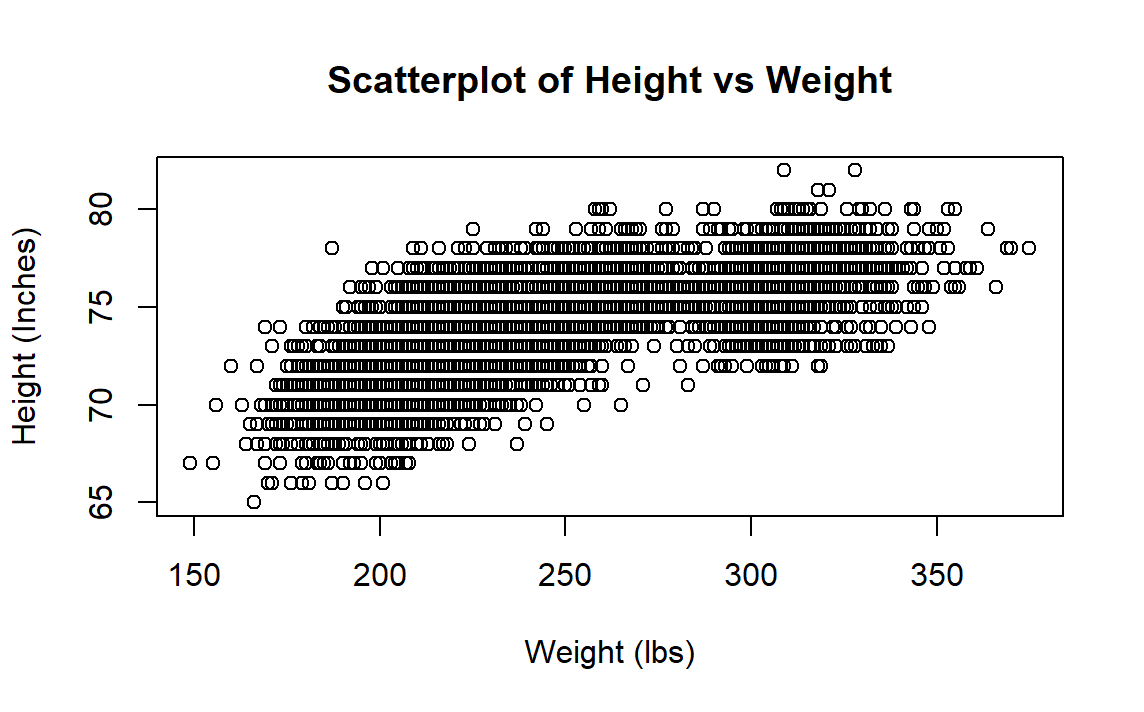 Scatterplot of Height vs Weight
Height (Inches)
80
75
70
65
150 200 250 300 350
Weight (lbs)